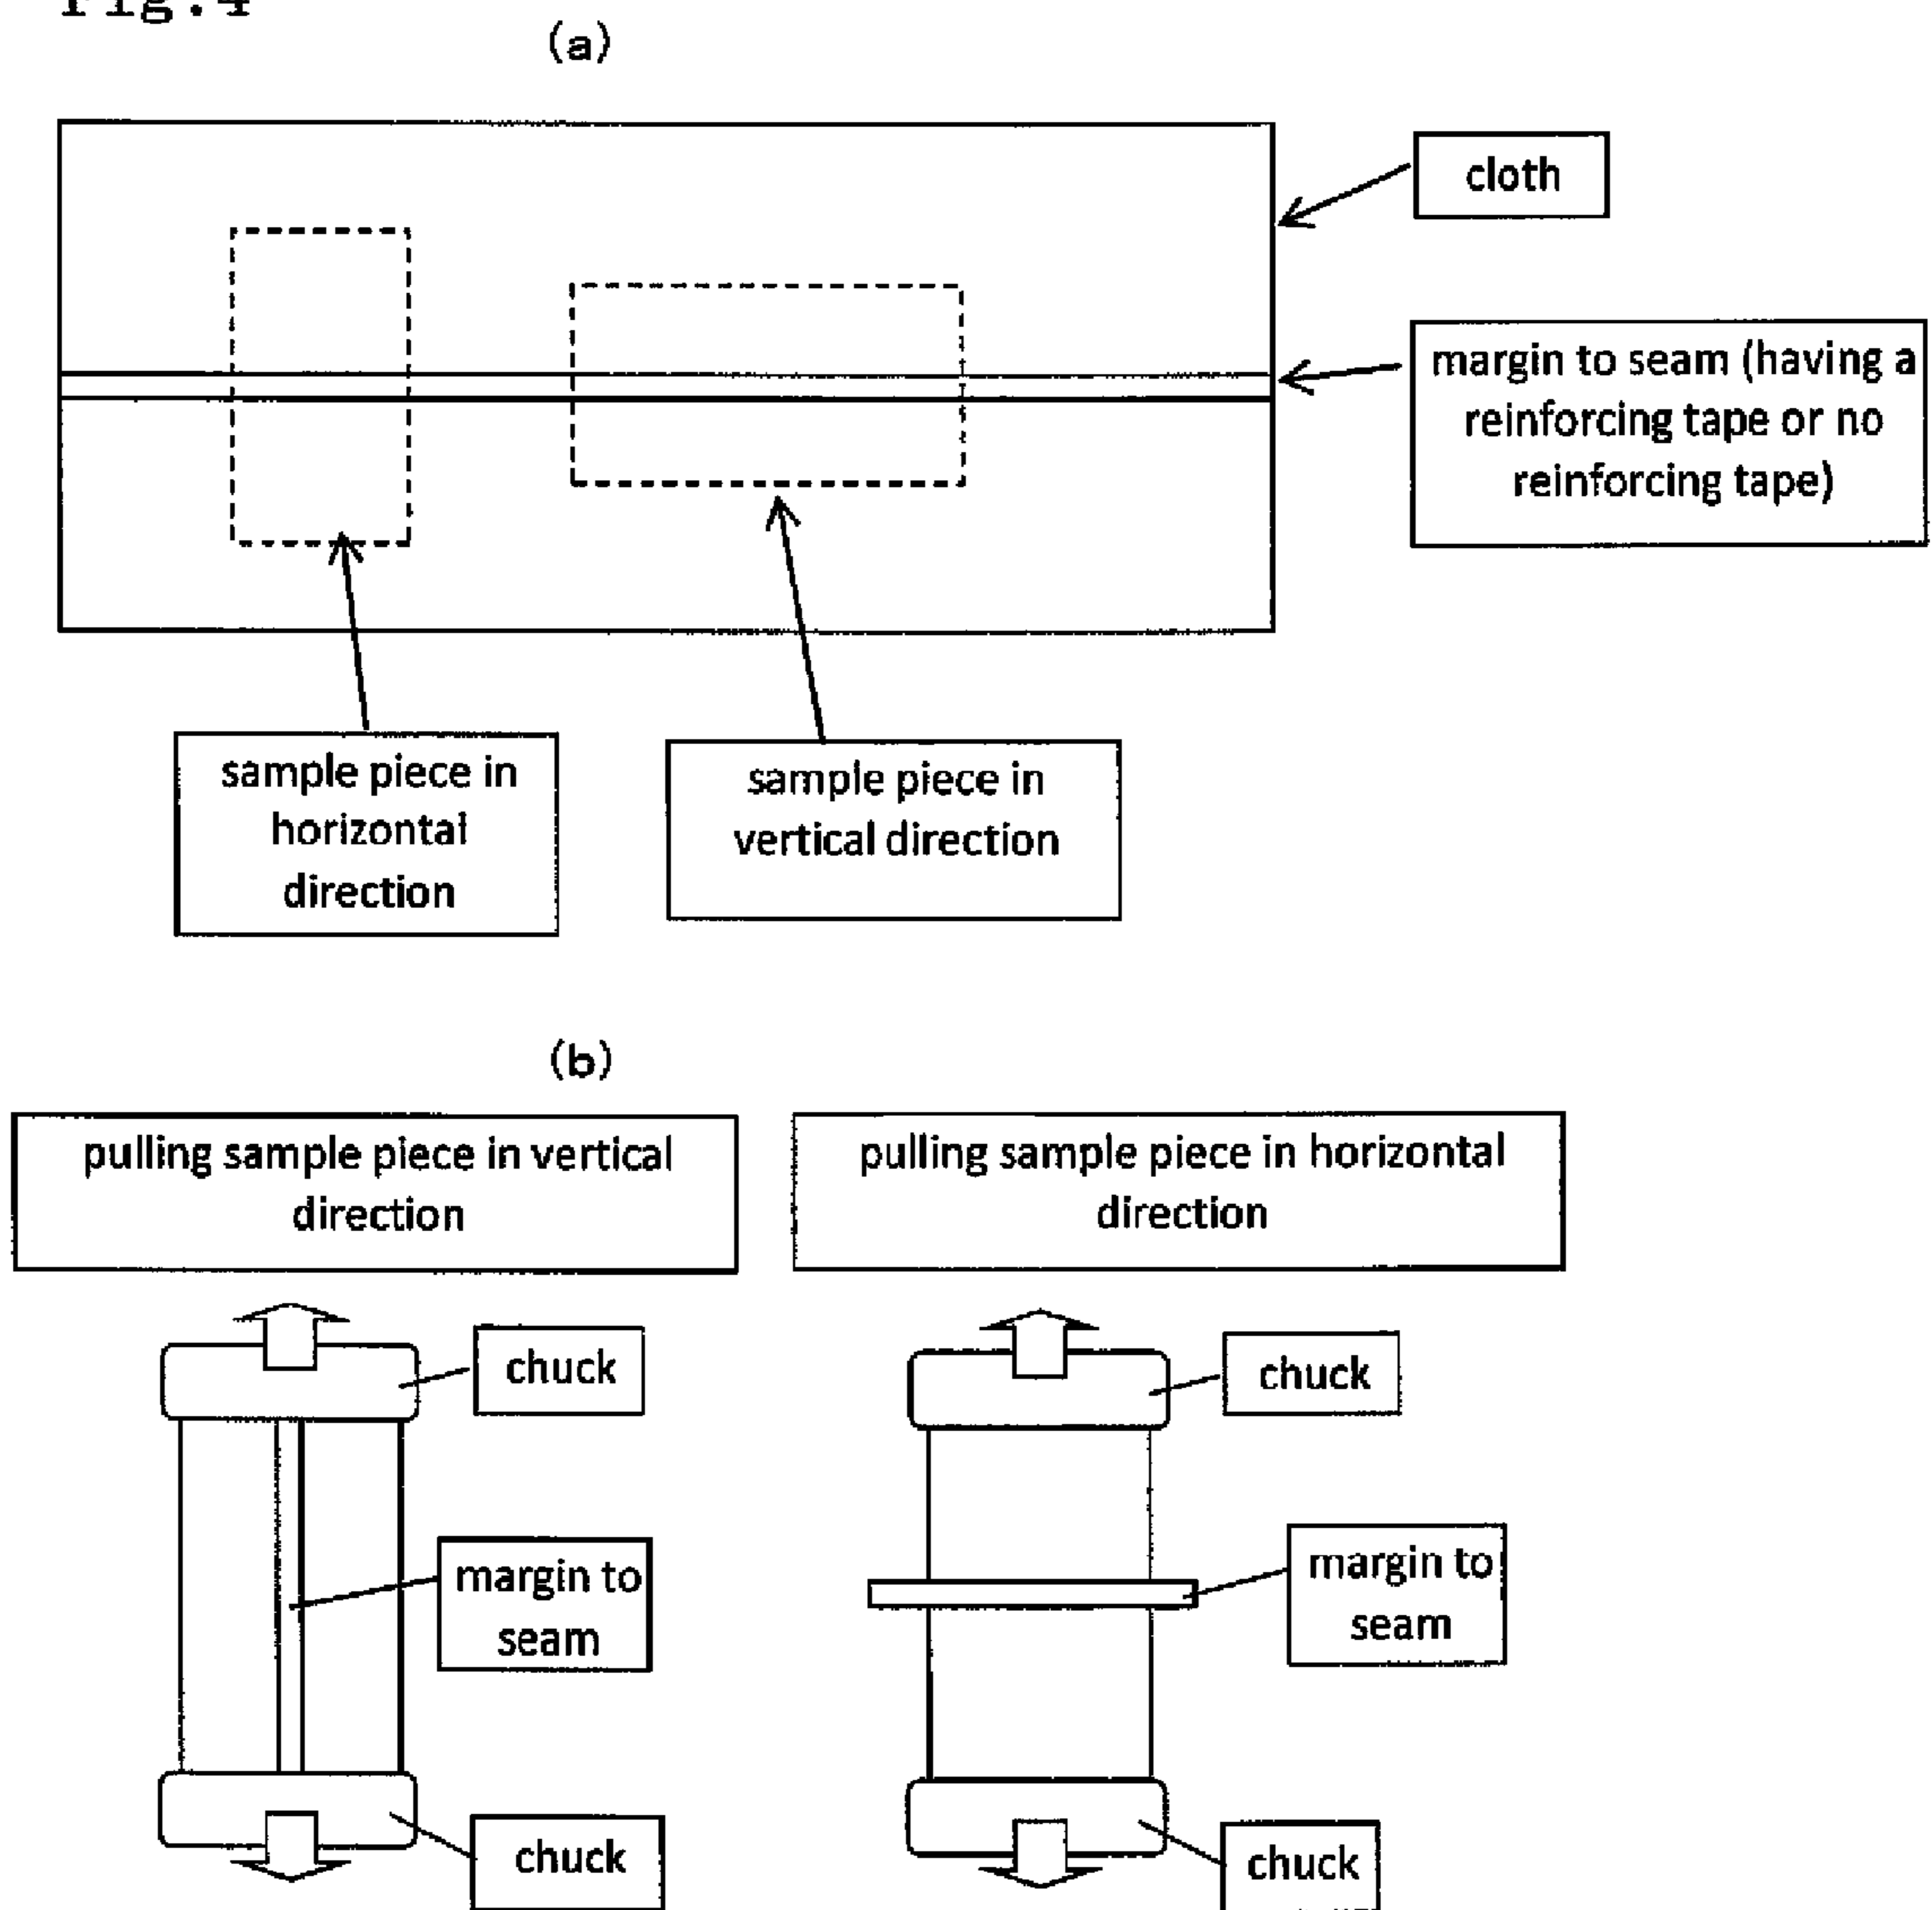 Fig.4
(a)
cloth
margin to seam (having a
reinforcing tape or no
reinforcing tape)
sample piece in
horizontal
direction
sample piece in
vertical direction
(b)
pulling sample piece in vertical
direction
pulling sample piece in horizontal
direction
chuck
chuck
margin to
seam
margin to
seam
chuck
chuck